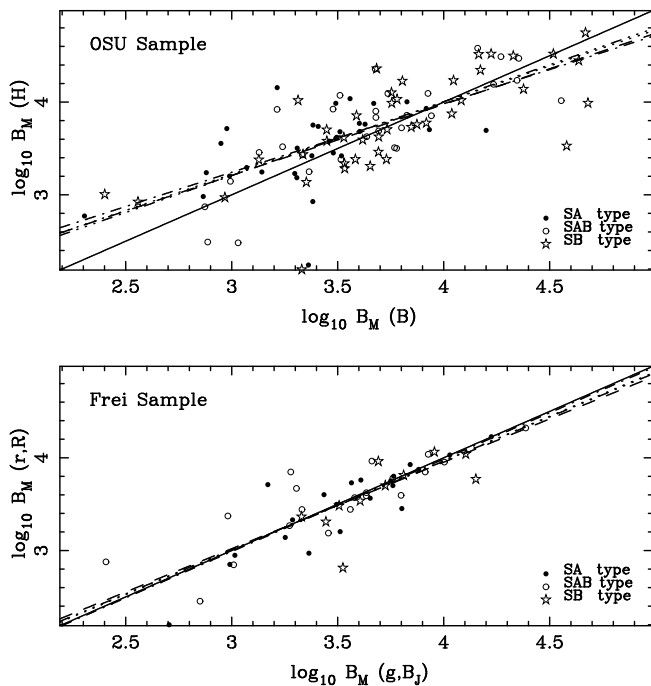 OSU Sample
log10 BM (H)
4
3
SA type
SAB type
SB type
2.5 3 3.5 4 4.5
log10 BM (B)
Frei Sample
log10 BM (r,R)
4
3
SA type
SAB type
SB type
2.5 3 3.5 4 4.5
log10 BM (g,BJ)